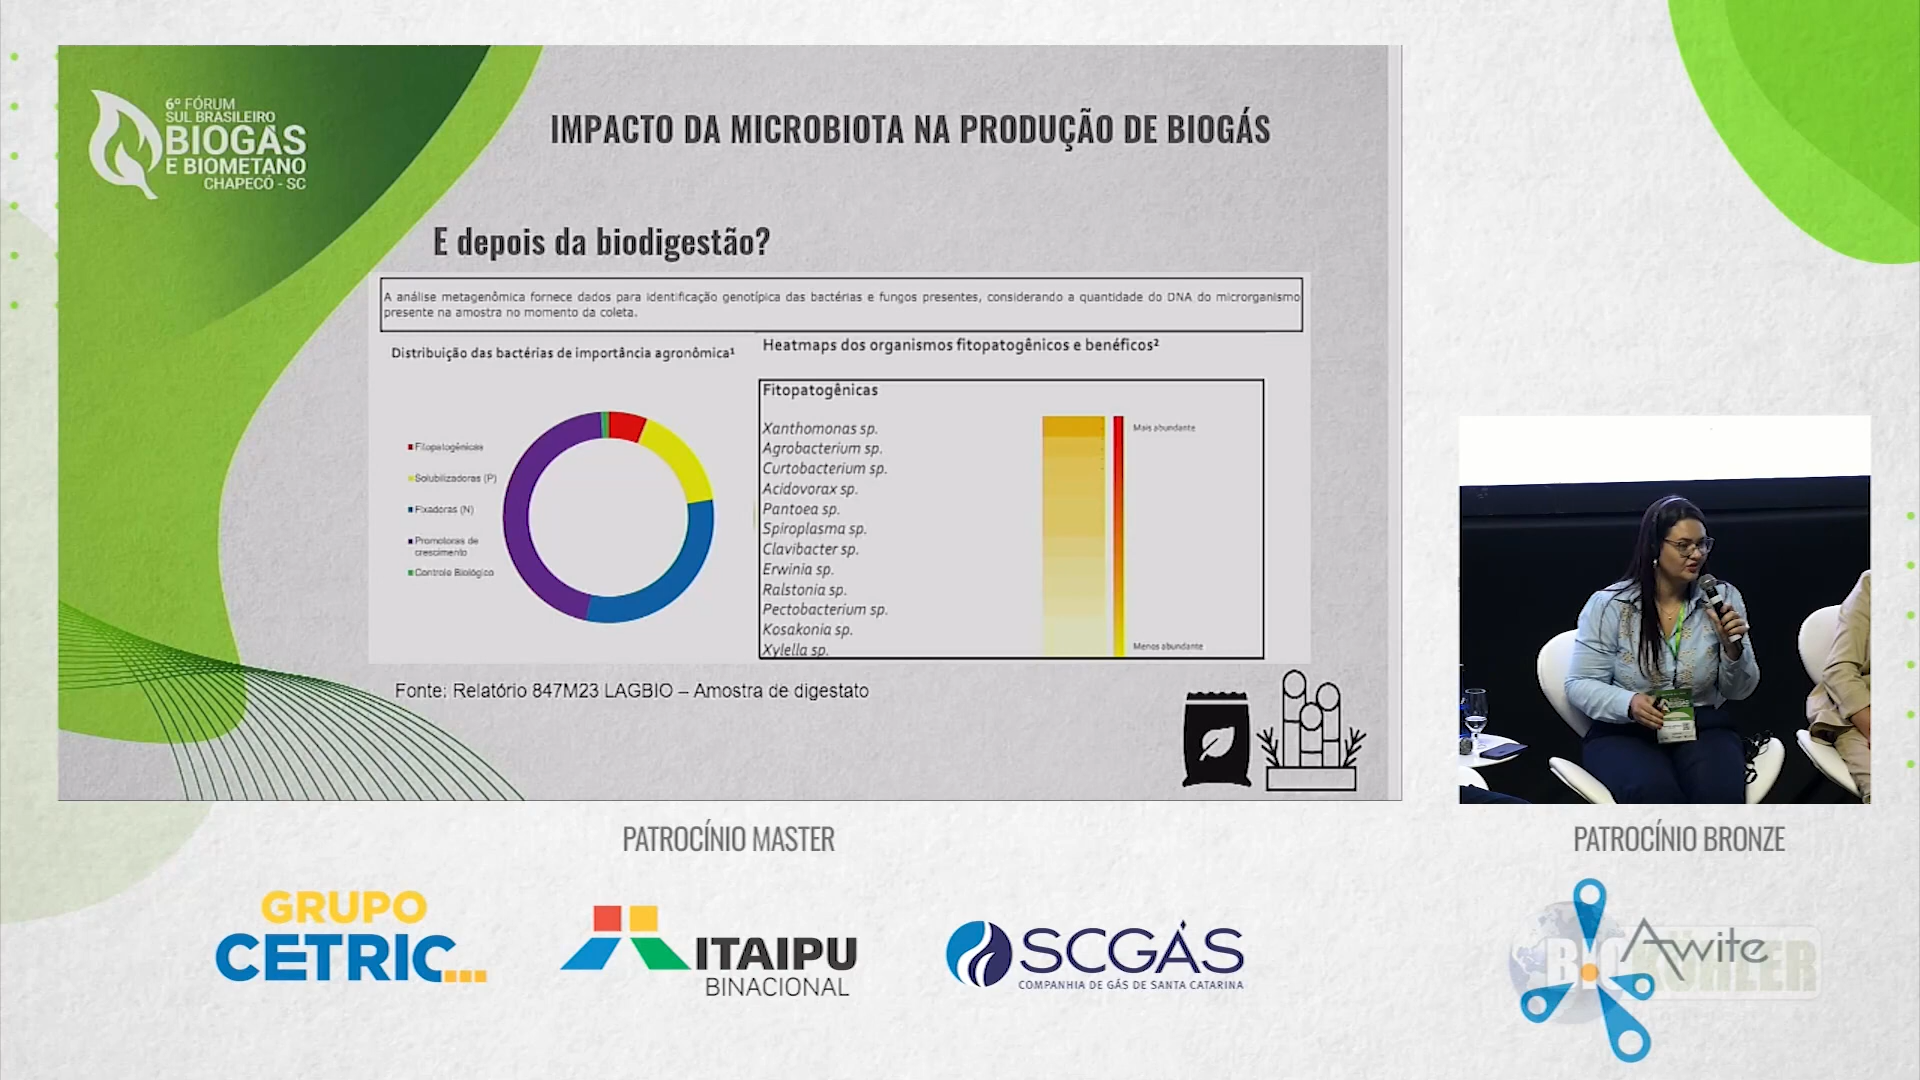 6º FÓRUM
SUL BRASILEIRO
BIOGÁS
E BIOMETANO
CHAPECÓ - SC
IMPACTO DA MICROBIOTA NA PRODUÇÃO DE BIOGÁS
E depois da biodigestão?
A análise metagenômica fornece dados para identificação genotípica das bactérias e fungos presentes, considerando a quantidade do DNA do microrganismo
presente na amostra no momento da coleta.
Distribuição das bactérias de importância agronômica¹
Fitopatogênicas
Solubilizadoras (P)
Fixadoras (N)
Promotoras de
crescimento
Controle Biológico
Heatmaps dos organismos fitopatogênicos e benéficos²
Fitopatogênicas
Xanthomonas sp.
Agrobacterium sp.
Curtobacterium sp.
Acidovorax sp.
Pantoea sp.
Spiroplasma sp.
Clavibacter sp.
Erwinia sp.
Ralstonia sp.
Pectobacterium sp.
Kosakonia sp.
Xylella sp.
Mais abundante
Menos abundante
Fonte: Relatório 847M23 LAGBIO – Amostra de digestato
PATROCÍNIO MASTER
GRUPO
CETRIC...
ITAIPU
BINACIONAL
SCGÁS
COMPANHIA DE GÁS DE SANTA CATARINA
PATROCÍNIO BRONZE
Awite